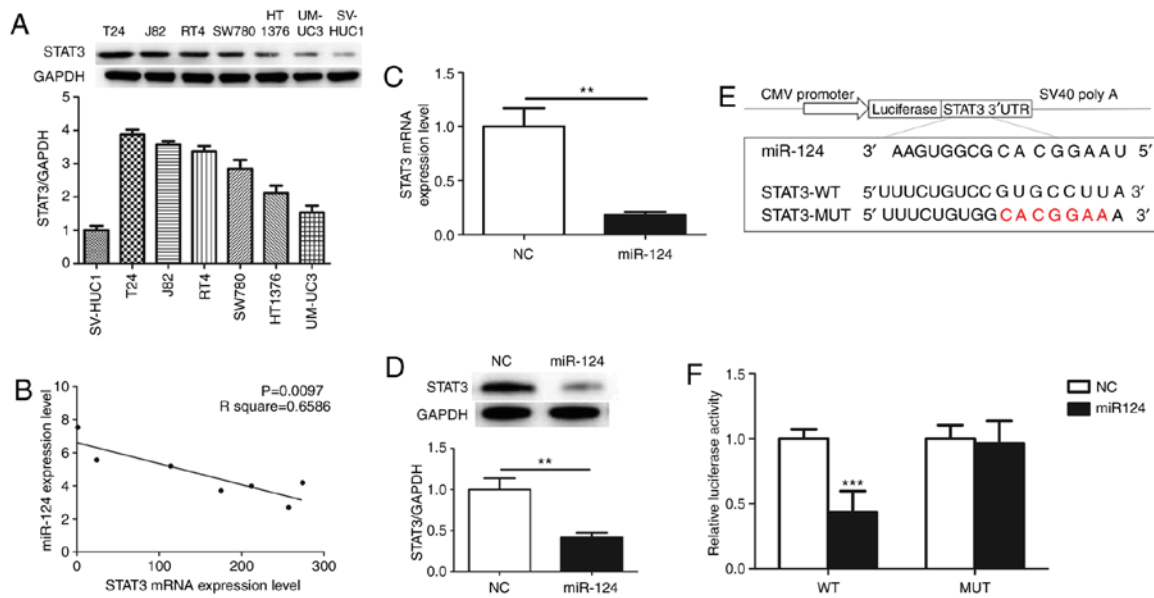 A
T24 J82 RT4 SW780 HT 1376 UM- UC3 SV- HUC1
STAT3
GAPDH
STAT3/GAPDH
5
4
3
2
1
0
SV-HUC1 T24 J82 RT4 SW780 HT1376 UM-UC3
B
miR-124 expression level
10
8
6
4
2
0
P=0.0097
R square=0.6586
0 100 200 300
STAT3 mRNA expression level
C
STAT3 mRNA
expression level
1.5
1.0
0.5
0.0
**
NC miR-124
D
NC miR-124
STAT3
GAPDH
STAT3/GAPDH
1.5
1.0
0.5
0.0
**
NC miR-124
E
CMV promoter Luciferase STAT3 3′UTR SV40 poly A
miR-124 3′ AAGUGGCGCACGGAAU 5′
STAT3-WT 5′UUUCUGUCCGUGCCUUA 3′
STAT3-MUT 5′UUUCUGUGGCACGGAAA 3′
F
Relative luciferase activity
1.5
1.0
0.5
0.0
***
WT MUT
NC
miR124